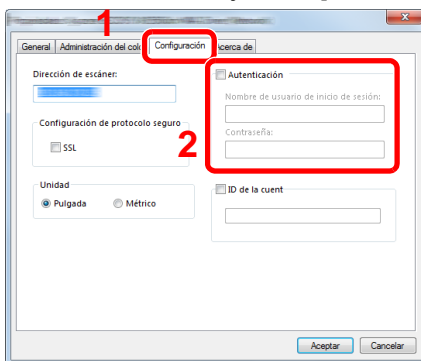 1
General Administración del colo Configuración Acerca de
Dirección de escáner:
Autenticación
Nombre de usuario de inicio de sesión:
Contraseña:
Configuración de protocolo seguro
SSL
2
Unidad
Pulgada Métrico
ID de la cuent
Aceptar Cancelar